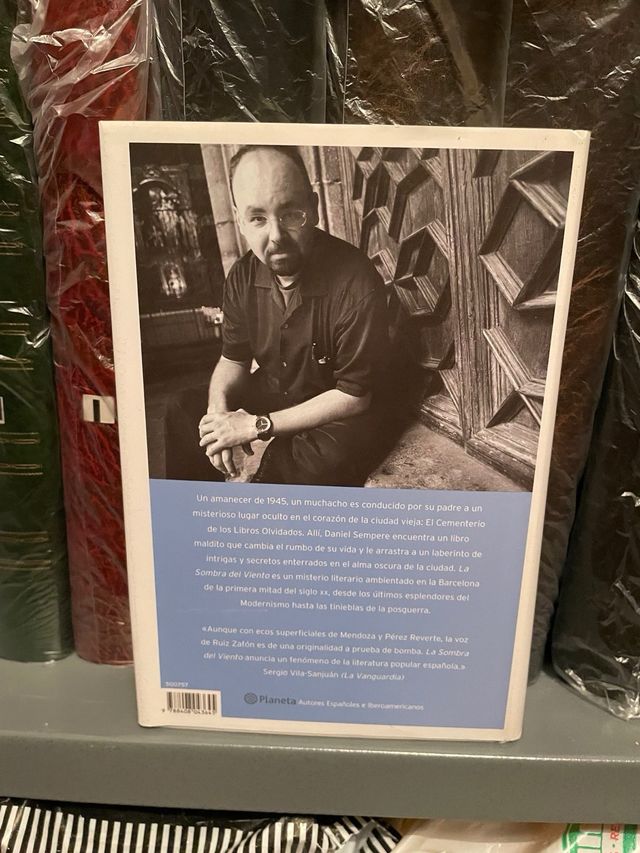 Un amanecer de 1945, un muchacho es conducido por su padre a un
misterioso lugar oculto en el corazón de la ciudad vieja: El Cementerio
de los Libros Olvidados. Allí, Daniel Sempere encuentra un libro
maldito que cambia el rumbo de su vida y le arrastra a un laberinto de
intrigas y secretos enterrados en el alma oscura de la ciudad. La
Sombra del Viento es un misterio literario ambientado en la Barcelona
de la primera mitad del siglo XX, desde los últimos esplendores del
Modernismo hasta las tinieblas de la posguerra.
«Aunque con ecos superficiales de Mendoza y Pérez Reverte, la voz
de Ruiz Zafón es de una originalidad a prueba de bomba. La Sombra
del Viento anuncia un fenómeno de la literatura popular española.»
Sergio Vila-Sanjuán (La Vanguardia)
Planeta Autores Españoles e Iberoamericanos